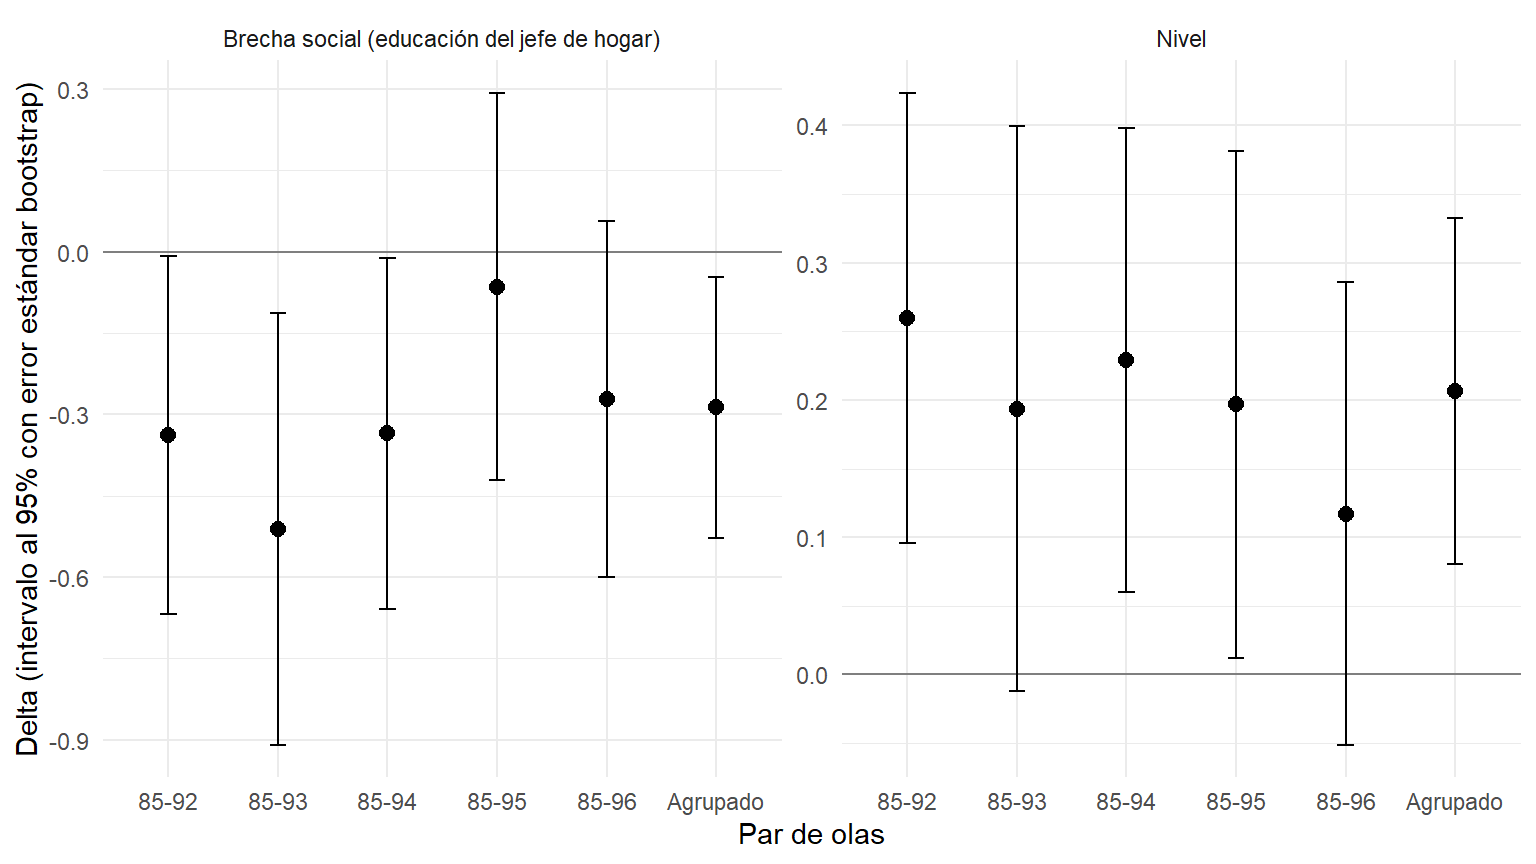 Brecha social (educación del jefe de hogar)
Nivel
Delta (intervalo al 95% con error estándar bootstrap)
0.3
0.0
-0.3
-0.6
-0.9
0.4
0.3
0.2
0.1
0.0
85-92 85-93 85-94 85-95 85-96 Agrupado
85-92 85-93 85-94 85-95 85-96 Agrupado
Par de olas